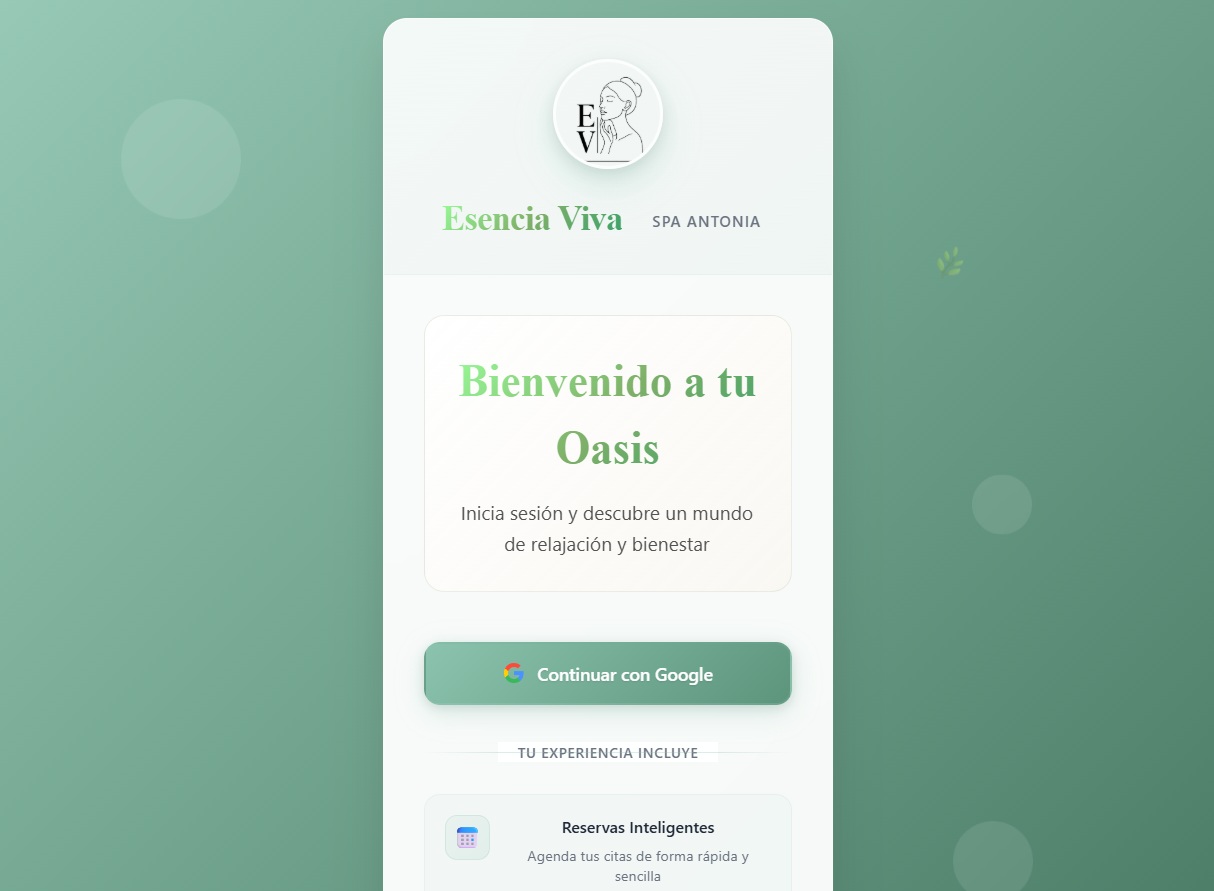 E
V
Esencia Viva SPA ANTONIA
Bienvenido a tu
Oasis
Inicia sesión y descubre un mundo
de relajación y bienestar
Continuar con Google
TU EXPERIENCIA INCLUYE
Reservas Inteligentes
Agenda tus citas de forma rápida y
sencilla